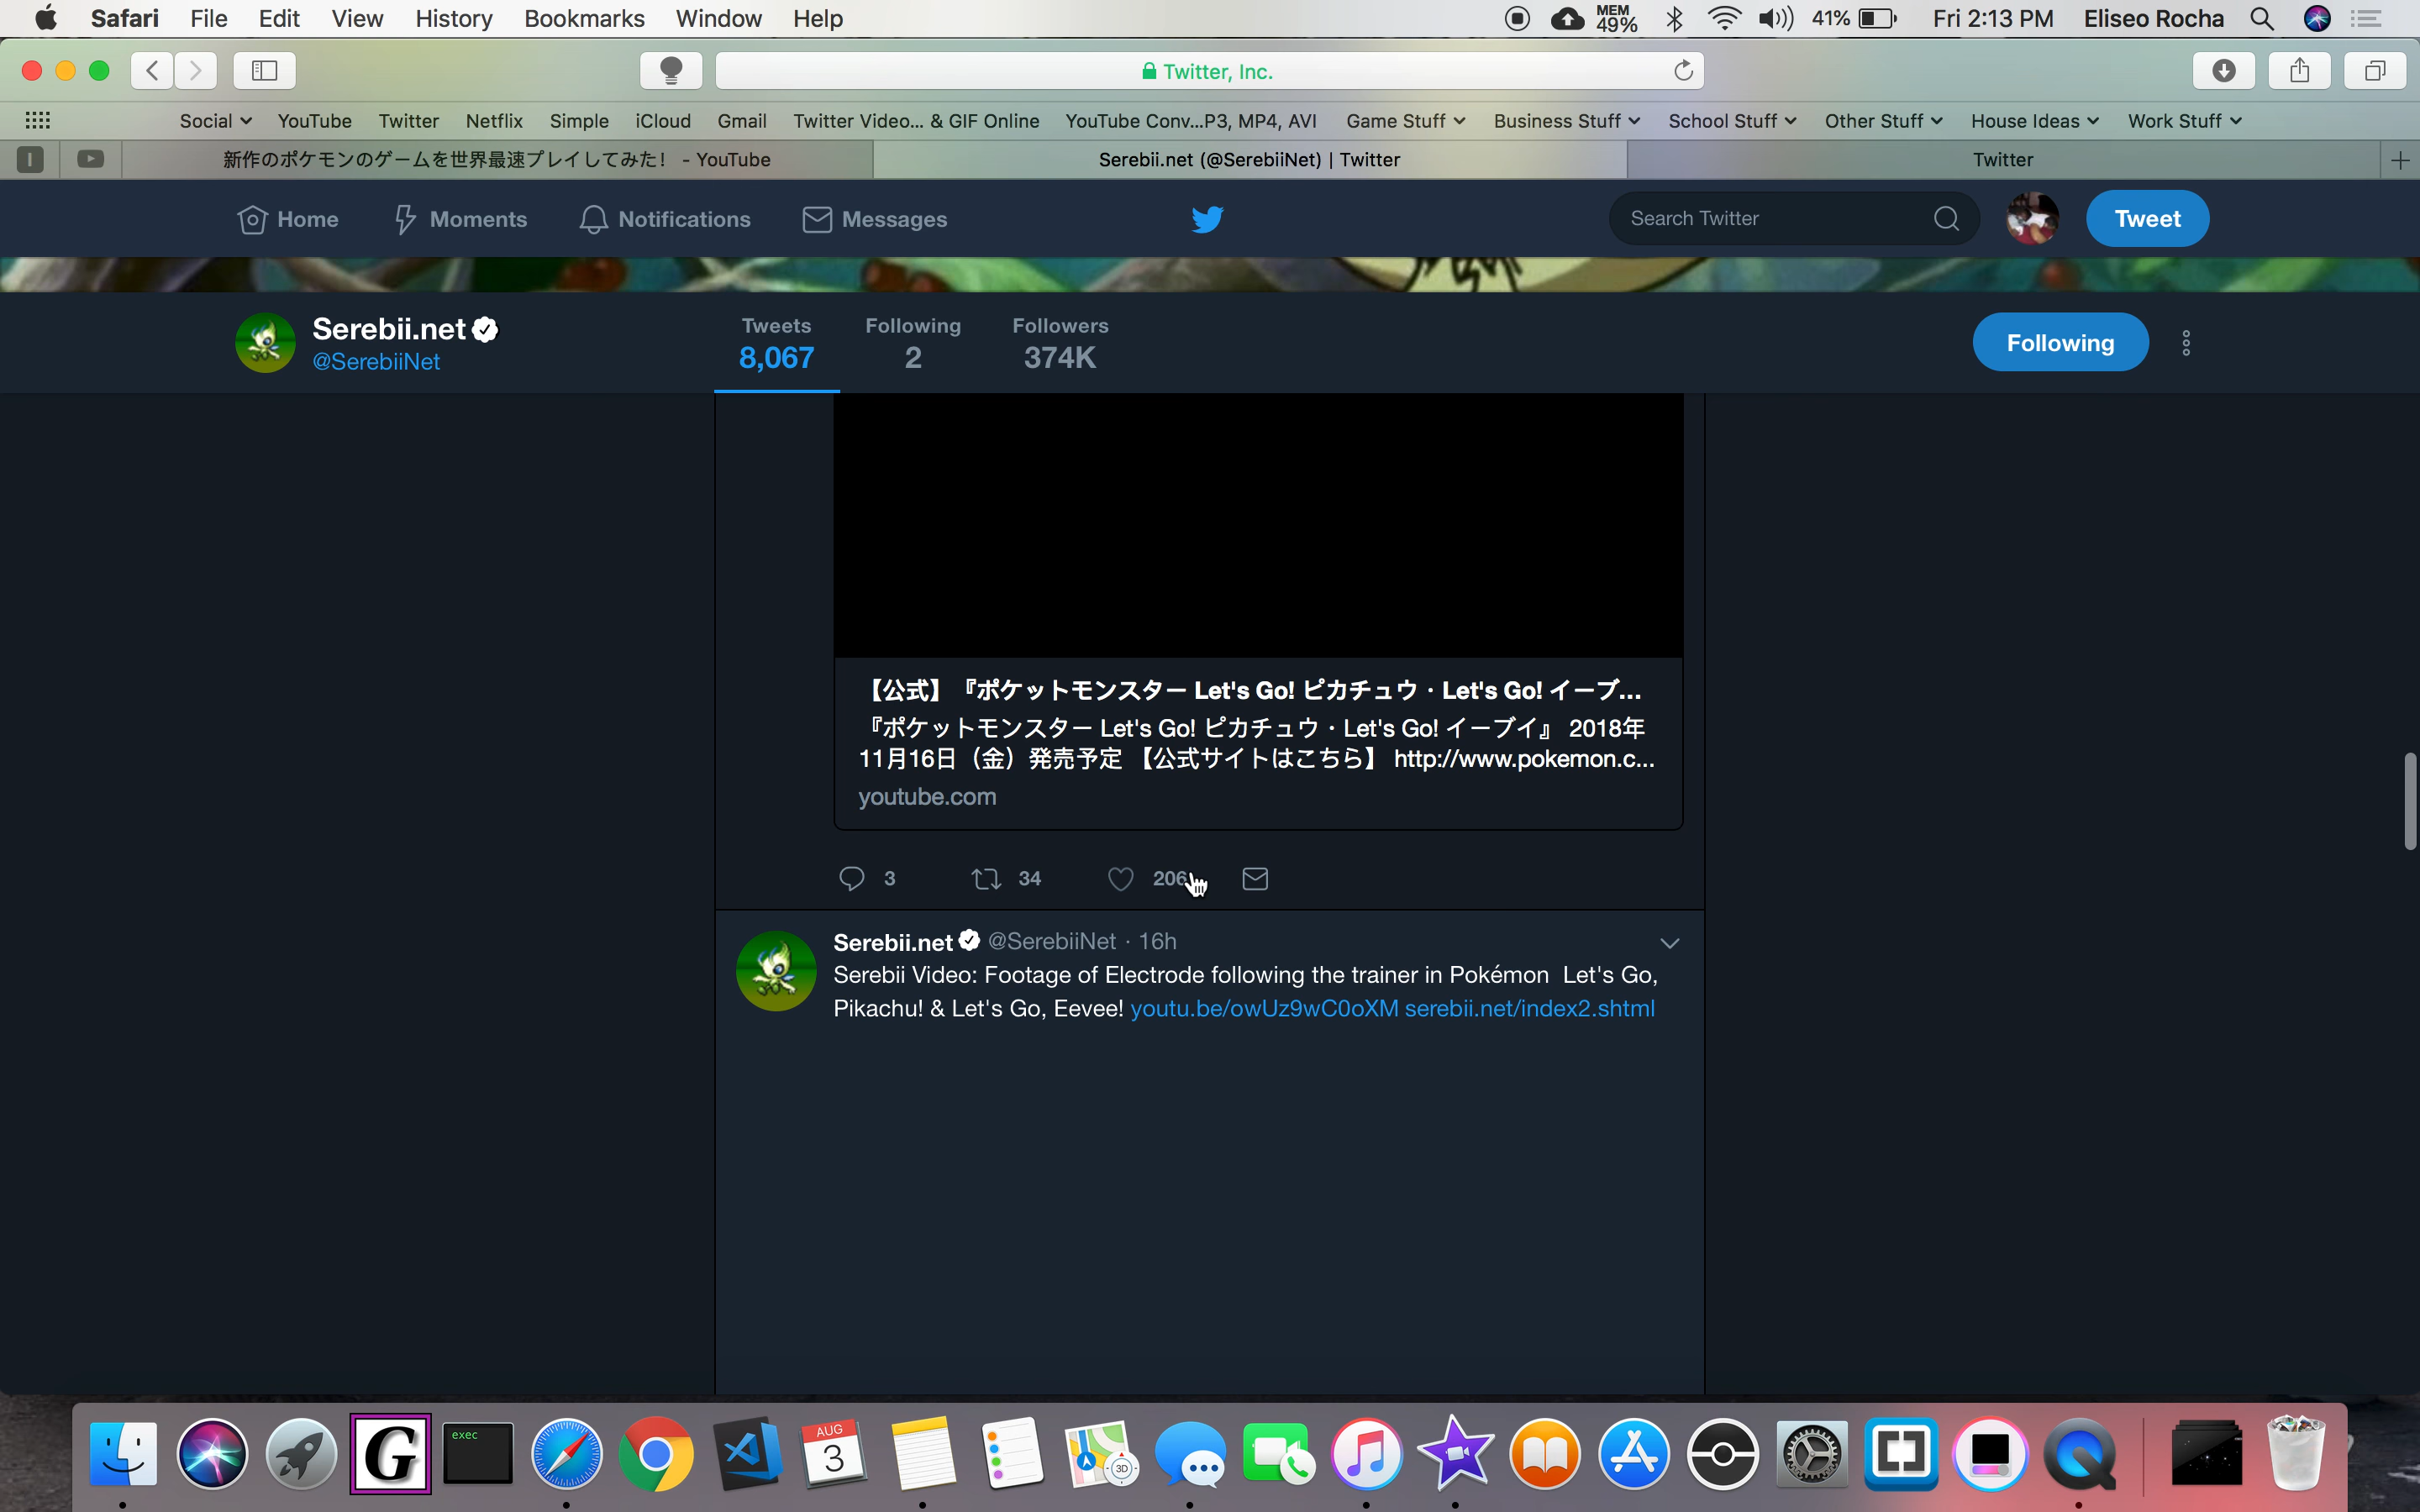 Safari File Edit View History Bookmarks Window Help MEM 49% 41% Fri 2:13 PM Eliseo Rocha
Twitter, Inc.
Social YouTube Twitter Netflix Simple iCloud Gmail Twitter Video... & GIF Online YouTube Conv...P3, MP4, AVI Game Stuff Business Stuff School Stuff Other Stuff House Ideas Work Stuff
I 新作のポケモンのゲームを世界最速プレイしてみた！ - YouTube Serebii.net (@SerebiiNet) | Twitter Twitter
Home Moments Notifications Messages Search Twitter Tweet
Serebii.net Tweets Following Followers
@SerebiiNet 8,067 2 374K Following
【公式】『ポケットモンスター Let's Go! ピカチュウ・Let's Go! イーブ...
『ポケットモンスター Let's Go! ピカチュウ・Let's Go! イーブイ』 2018年
11月16日（金）発売予定 【公式サイトはこちら】 http://www.pokemon.c...
youtube.com
3 34 206
Serebii.net @SerebiiNet · 16h
Serebii Video: Footage of Electrode following the trainer in Pokémon Let's Go,
Pikachu! & Let's Go, Eevee! youtu.be/owUz9wC0oXM serebii.net/index2.shtml
G exec AUG 3 3D